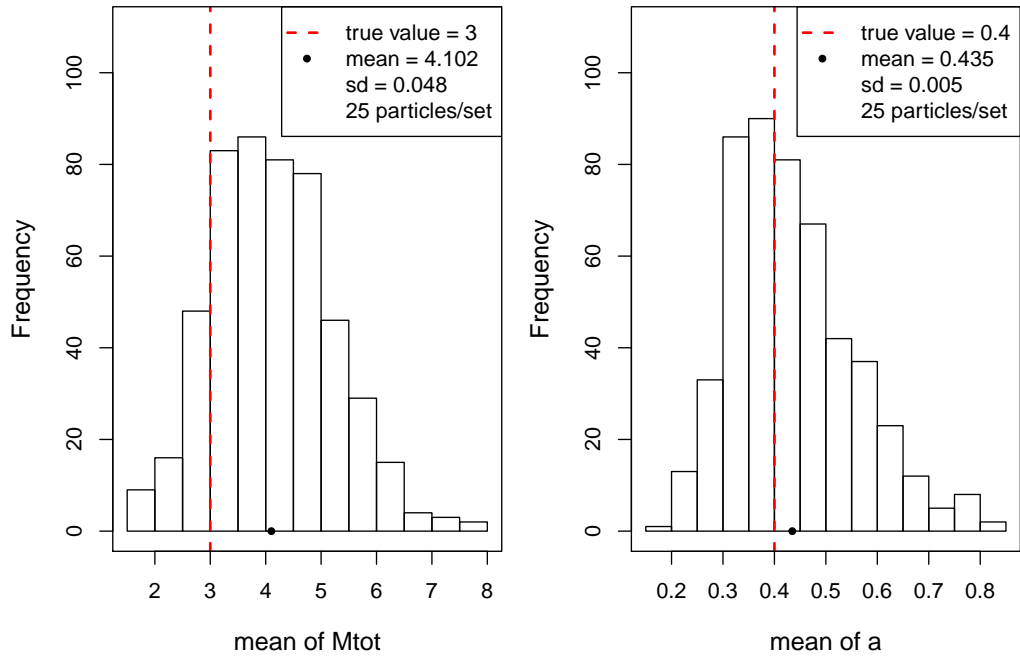 true value = 3
mean = 4.102
sd = 0.048
25 particles/set
Frequency
0
20
40
60
80
100
2 3 4 5 6 7 8
mean of Mtot
true value = 0.4
mean = 0.435
sd = 0.005
25 particles/set
Frequency
0
20
40
60
80
100
0.2 0.3 0.4 0.5 0.6 0.7 0.8
mean of a